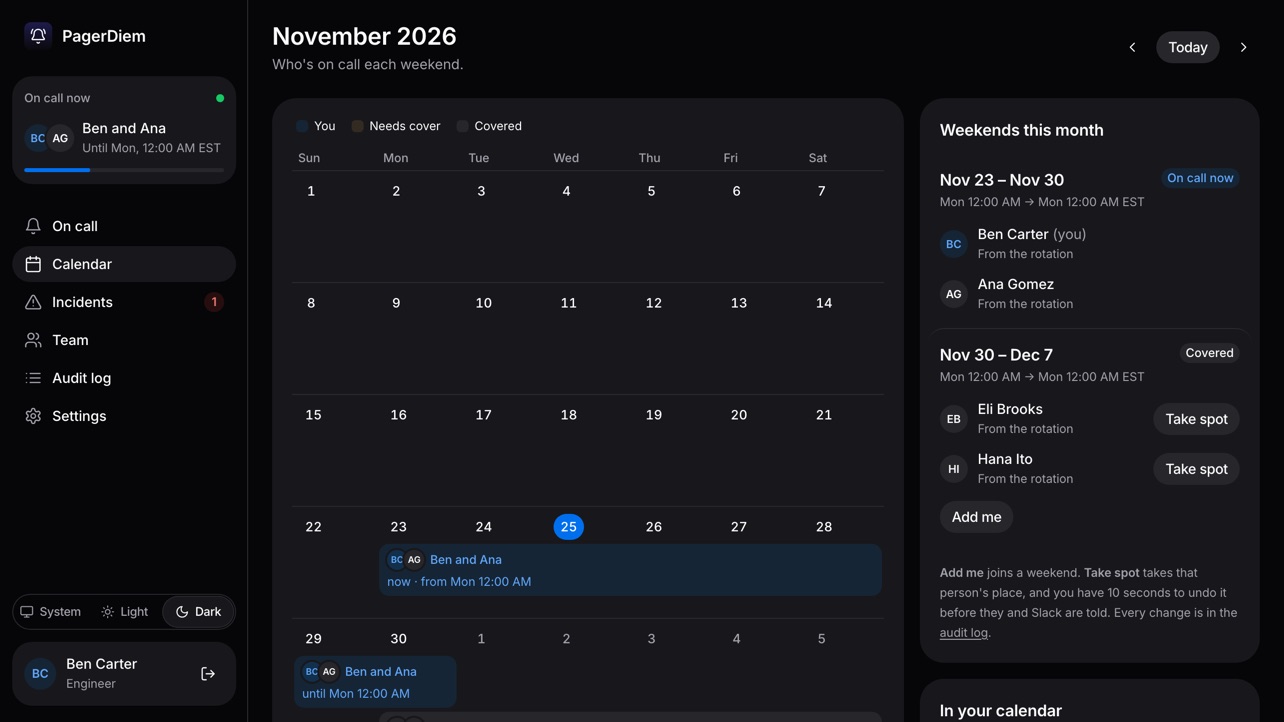 PagerDiem
On call now
BC AG Ben and Ana
Until Mon, 12:00 AM EST
On call
Calendar
Incidents 1
Team
Audit log
Settings
System Light Dark
BC Ben Carter
Engineer
November 2026
Who's on call each weekend.
Today
You Needs cover Covered
Sun Mon Tue Wed Thu Fri Sat
1 2 3 4 5 6 7
8 9 10 11 12 13 14
15 16 17 18 19 20 21
22 23 24 25 26 27 28
BC AG Ben and Ana
now · from Mon 12:00 AM
29 30 1 2 3 4 5
BC AG Ben and Ana
until Mon 12:00 AM
Weekends this month
Nov 23 – Nov 30 On call now
Mon 12:00 AM → Mon 12:00 AM EST
BC Ben Carter (you)
From the rotation
AG Ana Gomez
From the rotation
Nov 30 – Dec 7 Covered
Mon 12:00 AM → Mon 12:00 AM EST
EB Eli Brooks
From the rotation
Take spot
HI Hana Ito
From the rotation
Take spot
Add me
Add me joins a weekend. Take spot takes that
person's place, and you have 10 seconds to undo it
before they and Slack are told. Every change is in the
audit log.
In your calendar